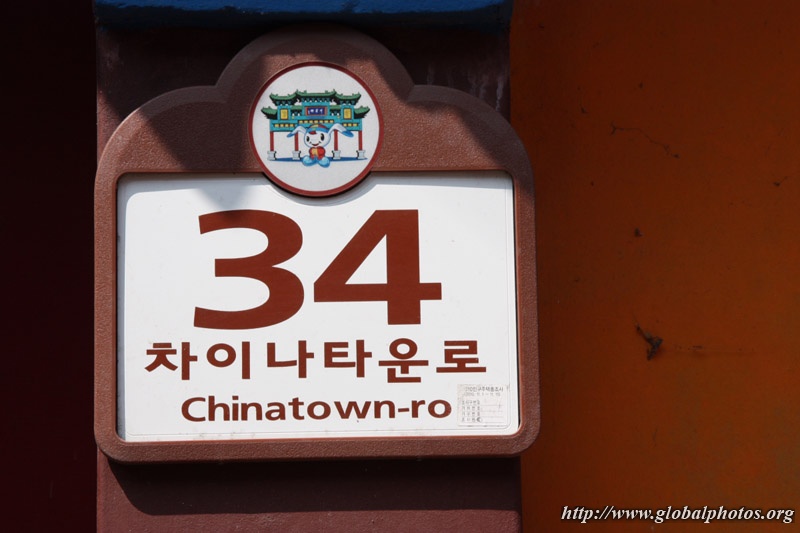 34
차이나타운로
Chinatown-ro
http://www.globalphotos.org